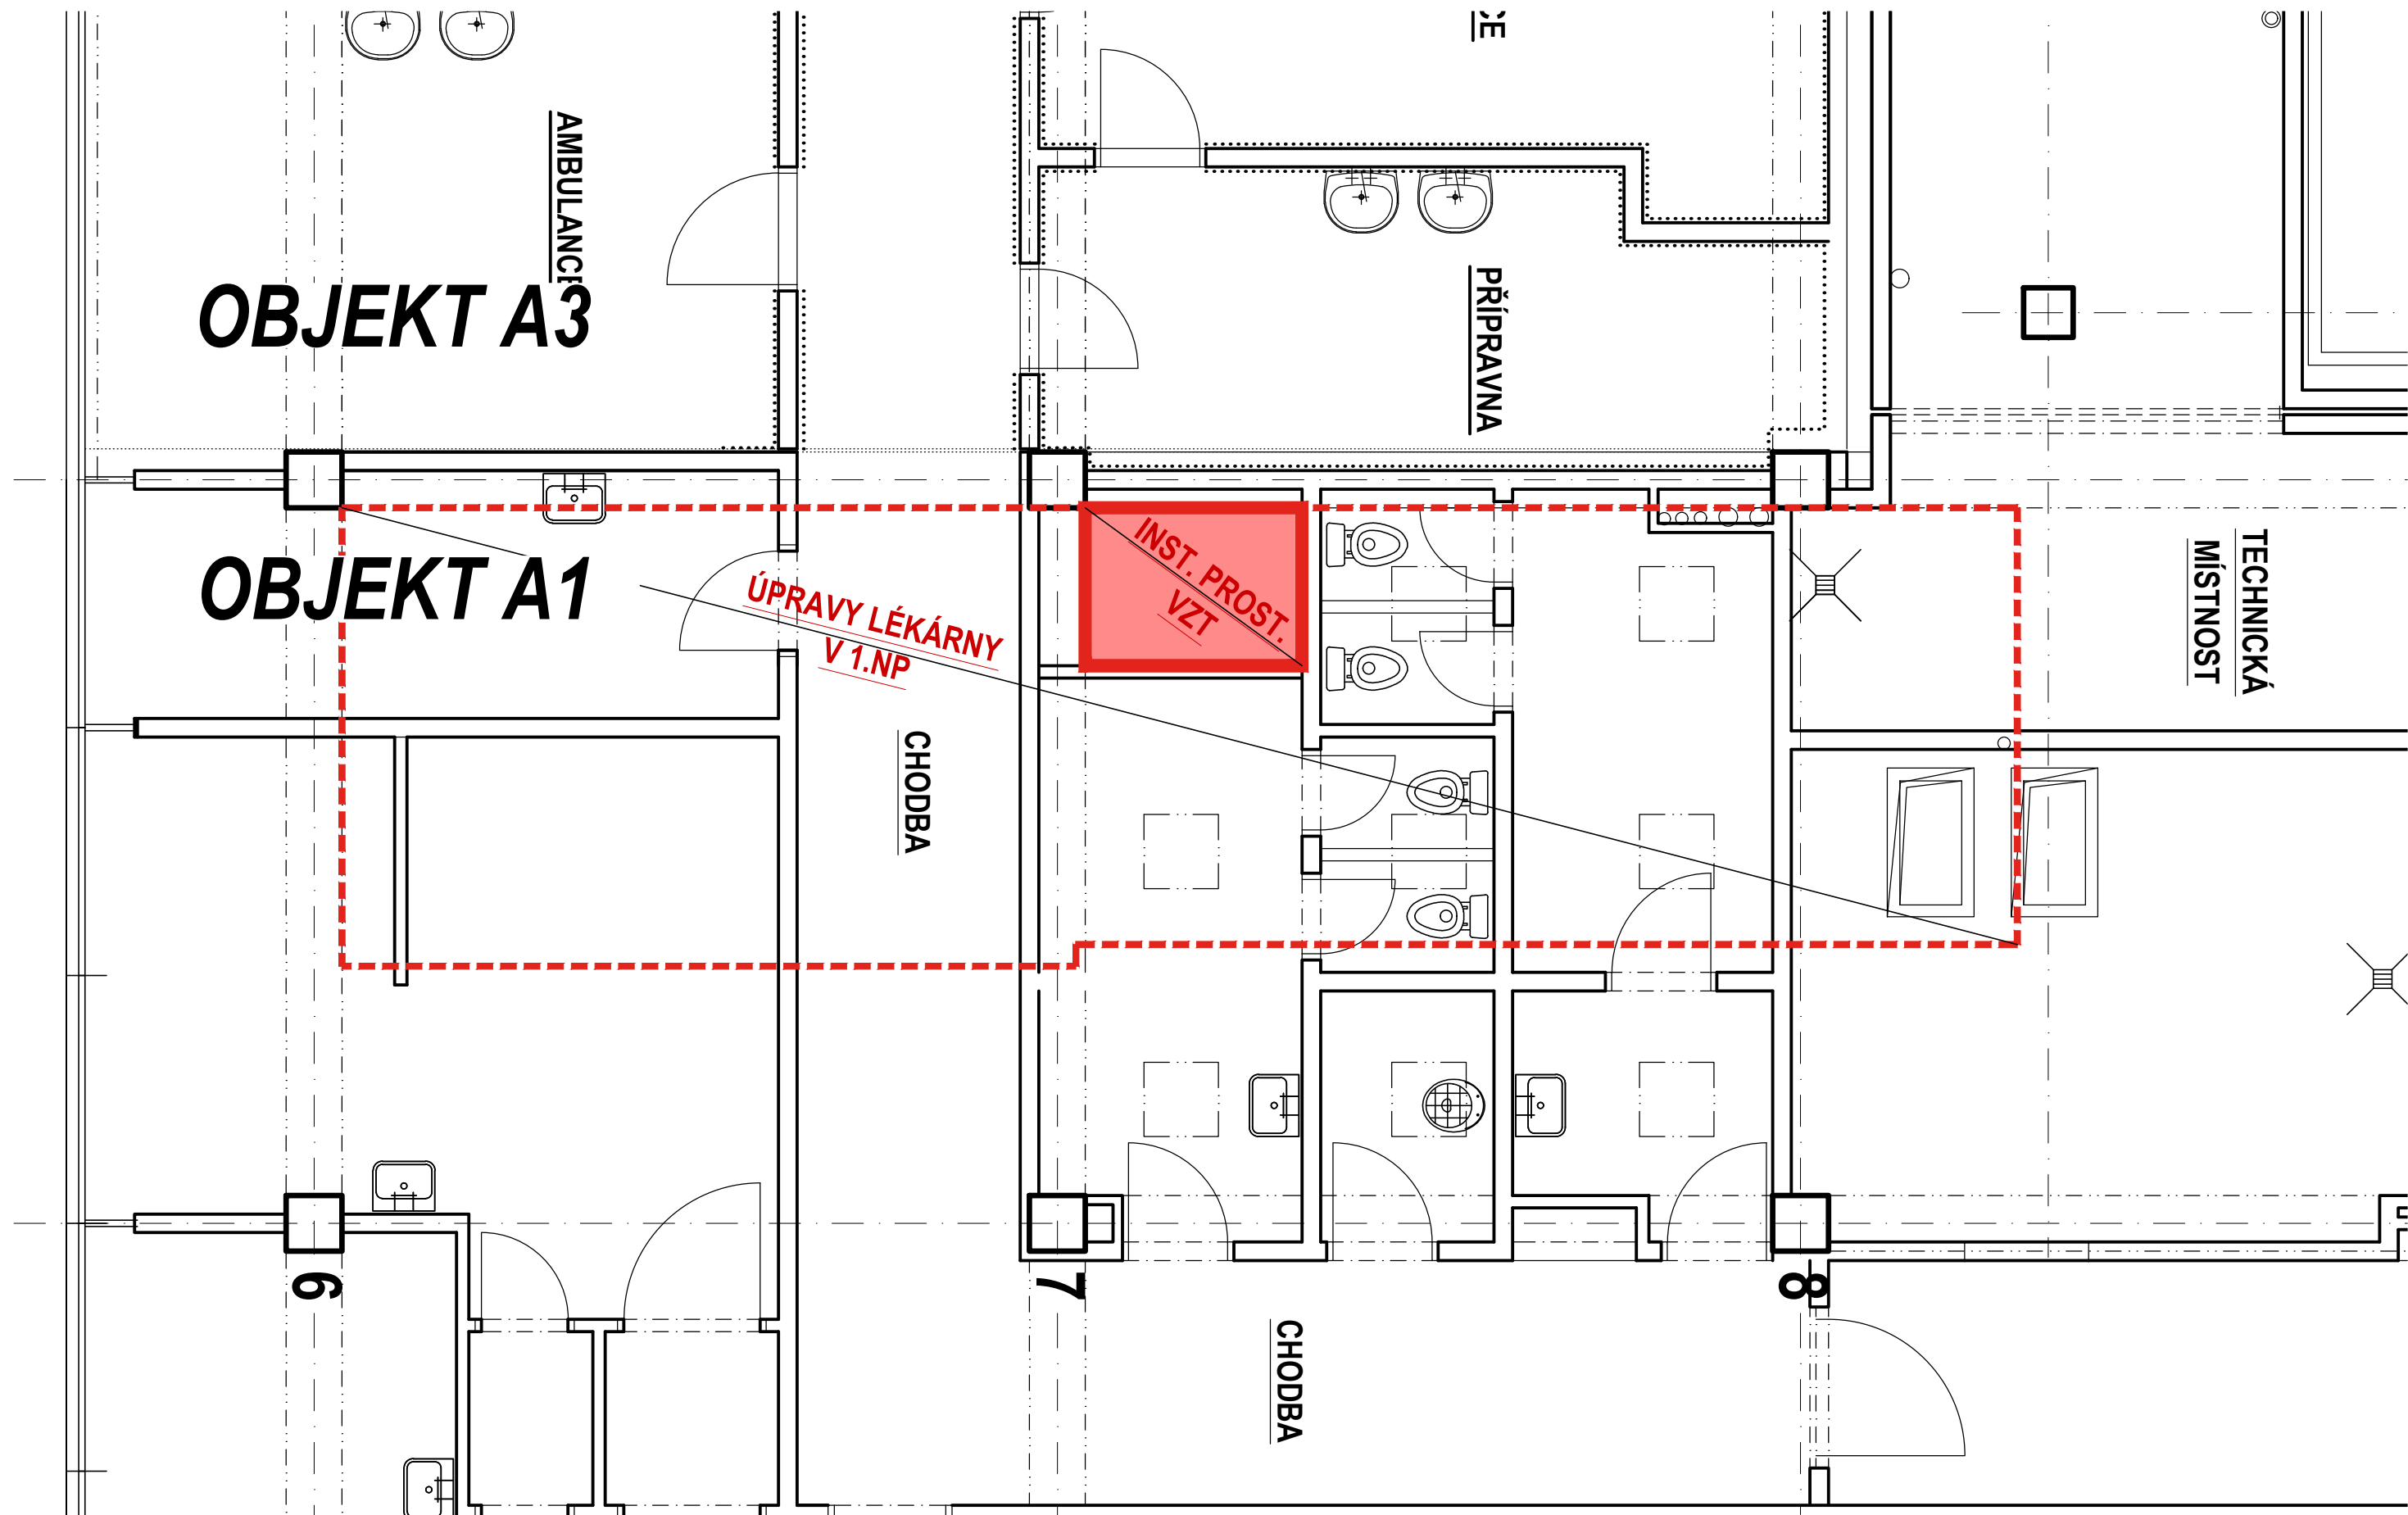 AMBULANCE
OBJEKT A3
PŘÍPRAVNA
OBJEKT A1
ÚPRAVY LÉKÁRNY
V 1.NP
INST. PROST.
VZT
TECHNICKÁ
MÍSTNOST
CHODBA
6
7
8
CHODBA